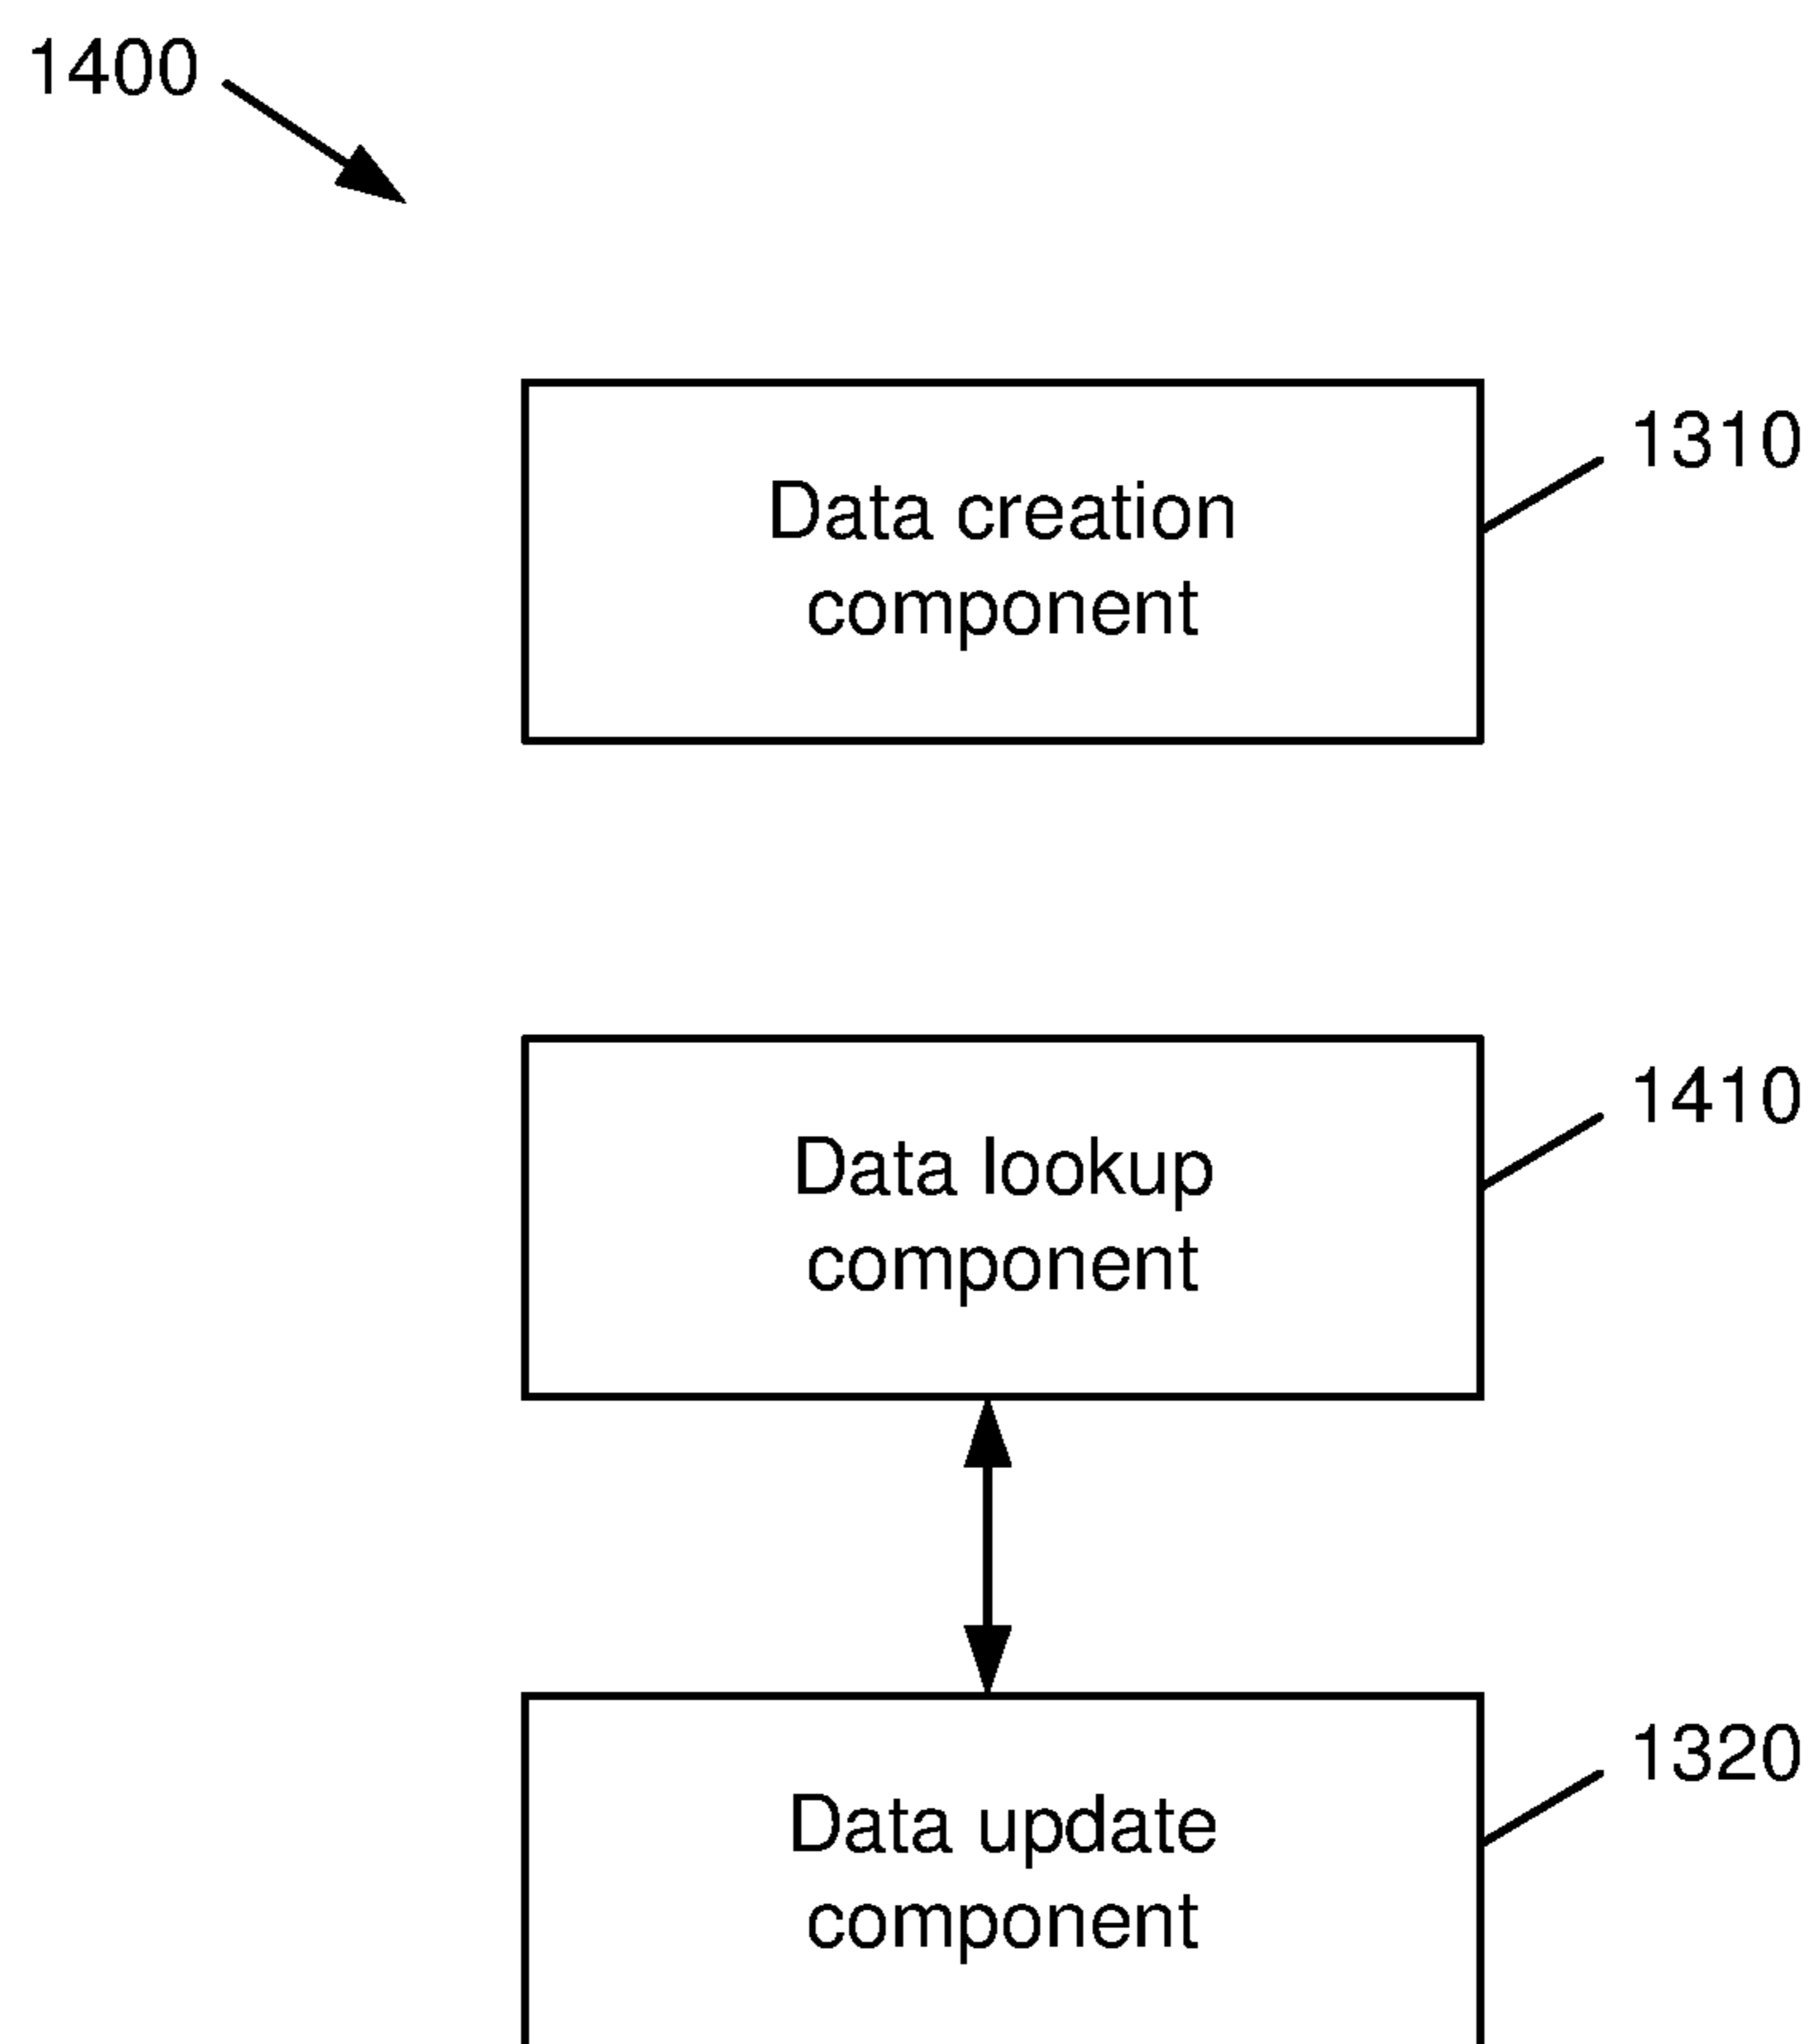 1400
1310
Data creation
component
1410
Data lookup
component
1320
Data update
component